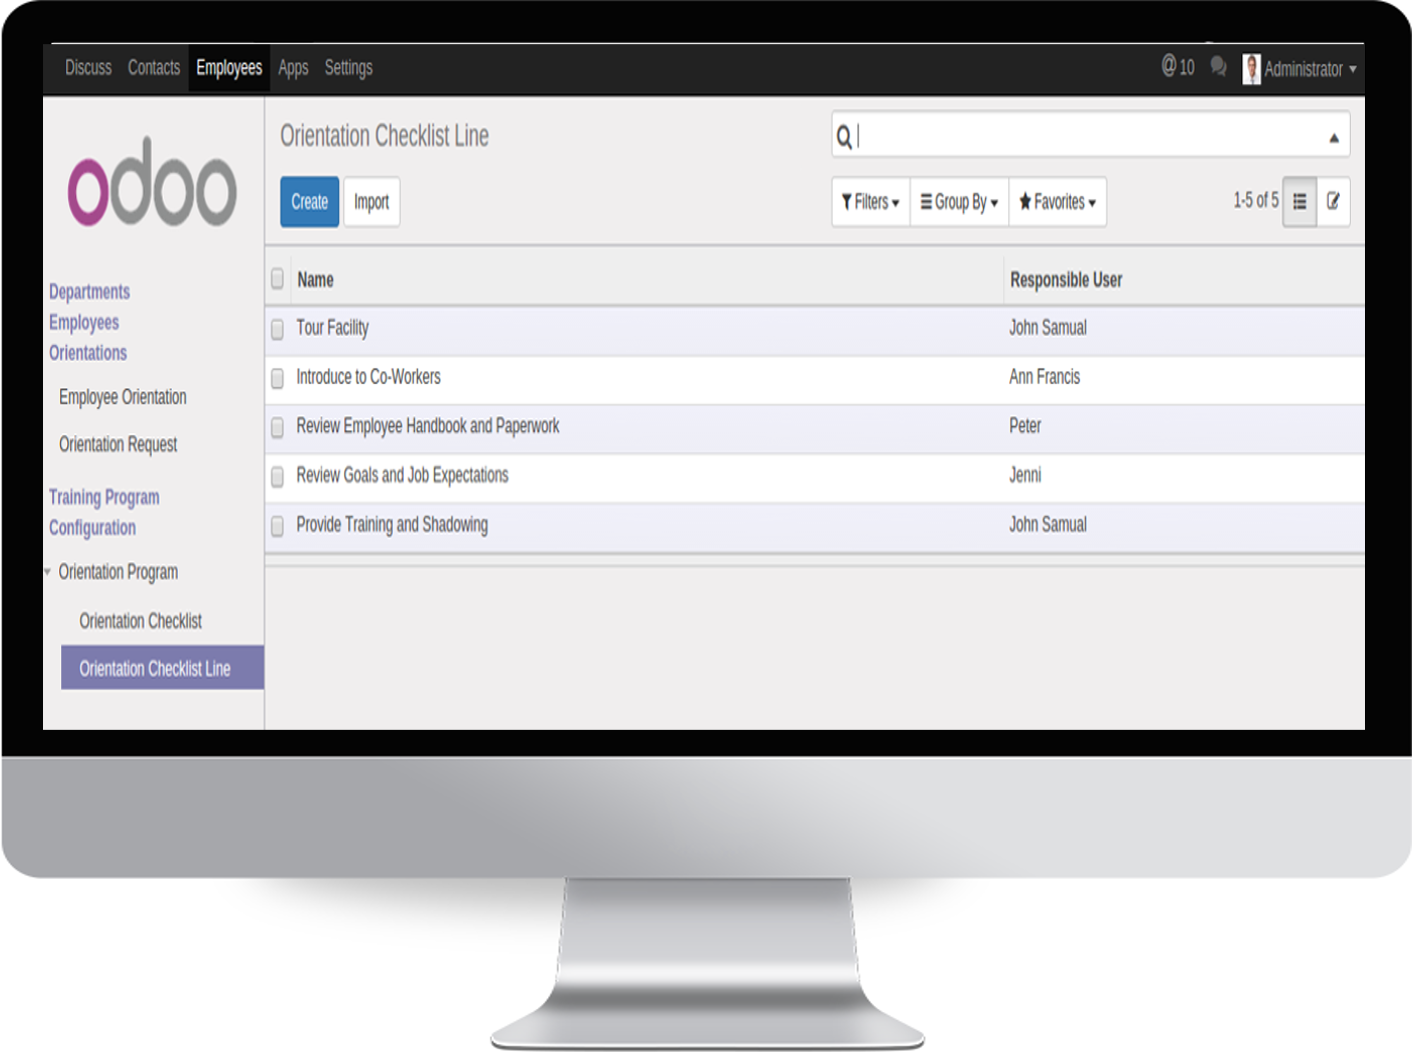 Discuss Contacts Employees Apps Settings @10 Administrator
odoo
Orientation Checklist Line
Create Import Filters Group By Favorites 1-5 of 5
Departments
Employees
Orientations
Employee Orientation
Orientation Request
Training Program
Configuration
Orientation Program
Orientation Checklist
Orientation Checklist Line
Name Responsible User
Tour Facility John Samual
Introduce to Co-Workers Ann Francis
Review Employee Handbook and Paperwork Peter
Review Goals and Job Expectations Jenni
Provide Training and Shadowing John Samual